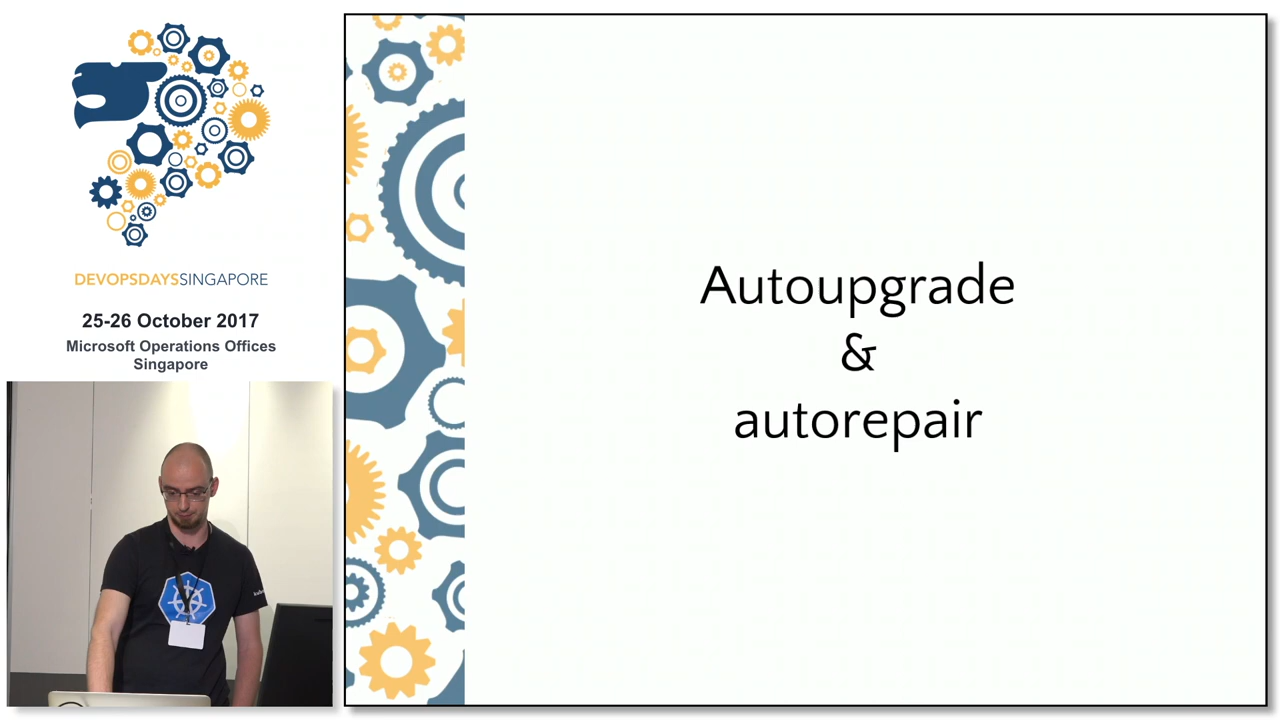 DEVOPSDAYSSINGAPORE
25-26 October 2017
Microsoft Operations Offices
Singapore
Autoupgrade
&
autorepair